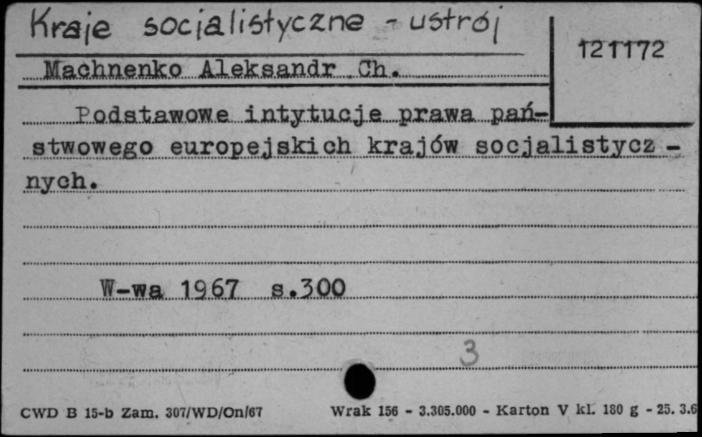 Kraje socjalistyczne - ustrój
121172
Machnenko Aleksandr Ch.
Podstawowe intytucje prawa pań-
stwowego europejskich krajów socjalistycz-
nych.
W-wa 1967 s.300
3
CWD B 15-b Zam. 307/WD/On/67 Wrak 156 - 3.305.000 - Karton V kl. 180 g - 25. 3.6